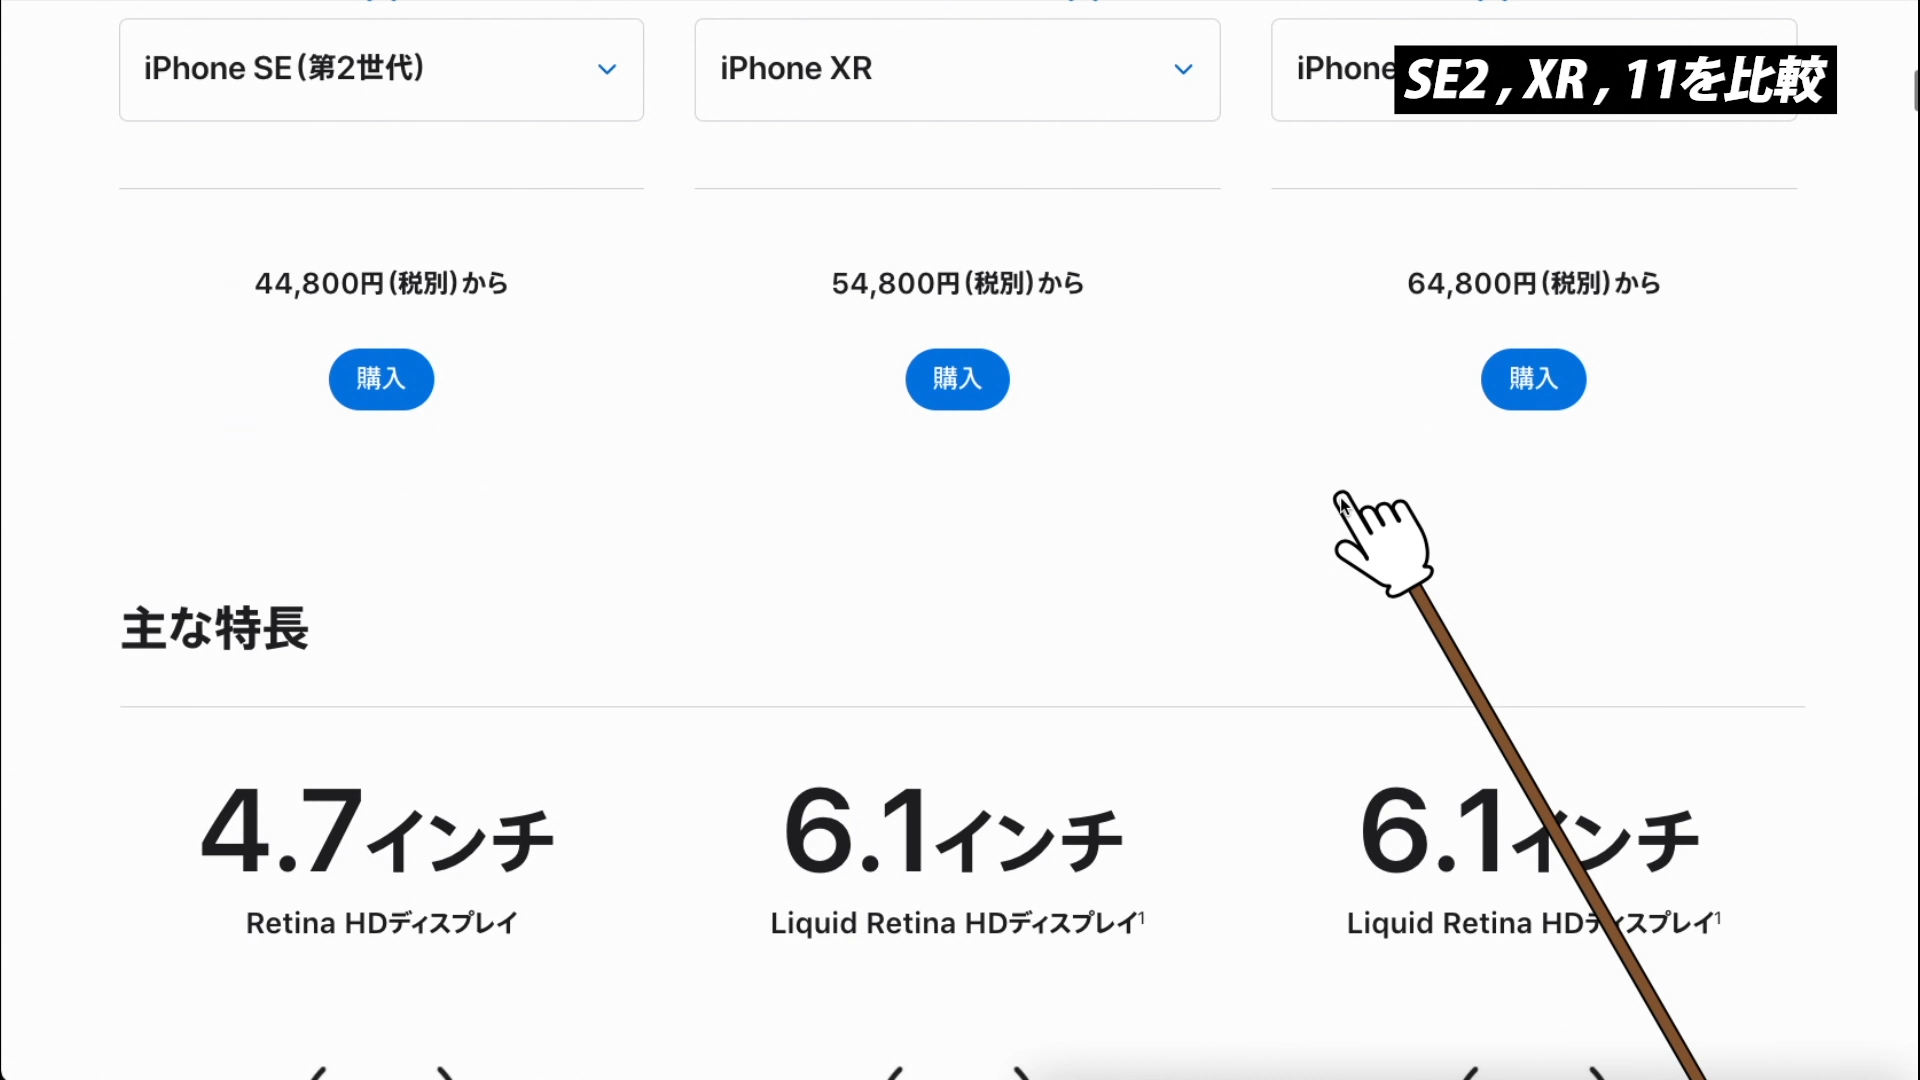 iPhone SE(第2世代)
iPhone XR
iPhone
SE2 , XR , 11を比較
44,800円(税別)から
54,800円(税別)から
64,800円(税別)から
購入
購入
購入
主な特長
4.7インチ
6.1インチ
6.1インチ
Retina HDディスプレイ
Liquid Retina HDディスプレイ1
Liquid Retina HDディスプレイ1